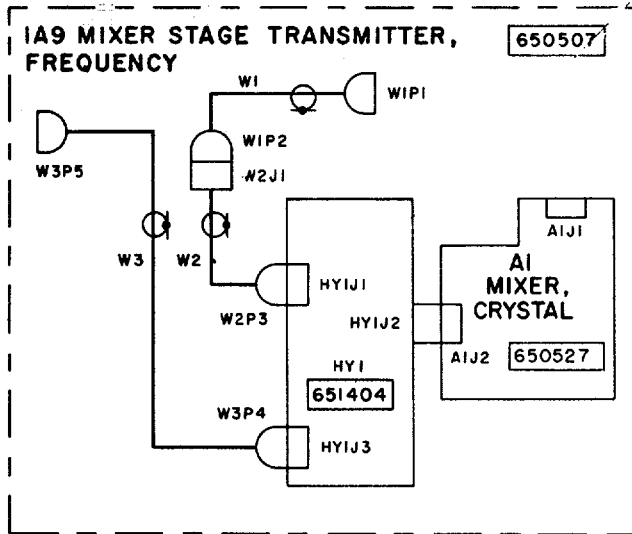 1A9 MIXER STAGE TRANSMITTER,
FREQUENCY
650507
W1
W1P1
W1P2
W2J1
W3P5
W3
W2
W2P3
HY1J1
HY1J2
HY1
651404
W3P4
HY1J3
A1J1
A1
MIXER,
CRYSTAL
A1J2
650527